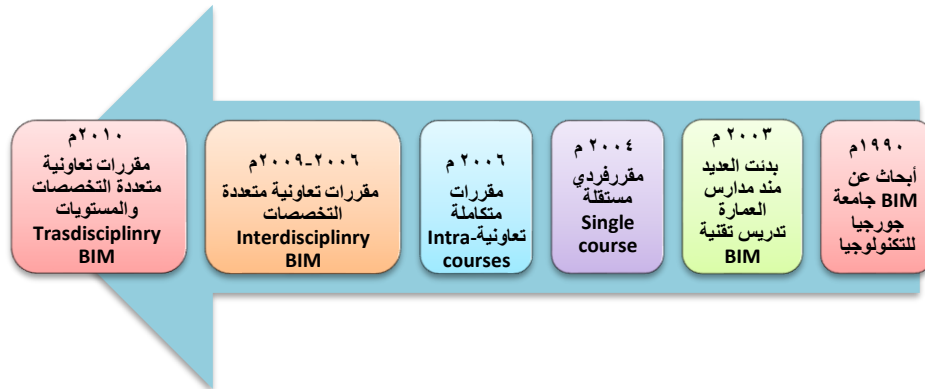 ١٩٩٠م
أبحاث عن
BIM جامعة
جورجيا
للتكنولوجيا
٢٠٠٣م
بدئت العديد
مند مدارس
العمارة
تدريس تقنية
BIM
٢٠٠٤ م
مقررفردي
مستقلة
Single
course
٢٠٠٦ م
مقررات
متكاملة
تعاونية-Intra
courses
٢٠٠٦-٢٠٠٩م
مقررات تعاونية متعددة
التخصصات
Interdisciplinry
BIM
٢٠١٠م
مقررات تعاونية
متعددة التخصصات
والمستويات
Trasdisciplinry
BIM